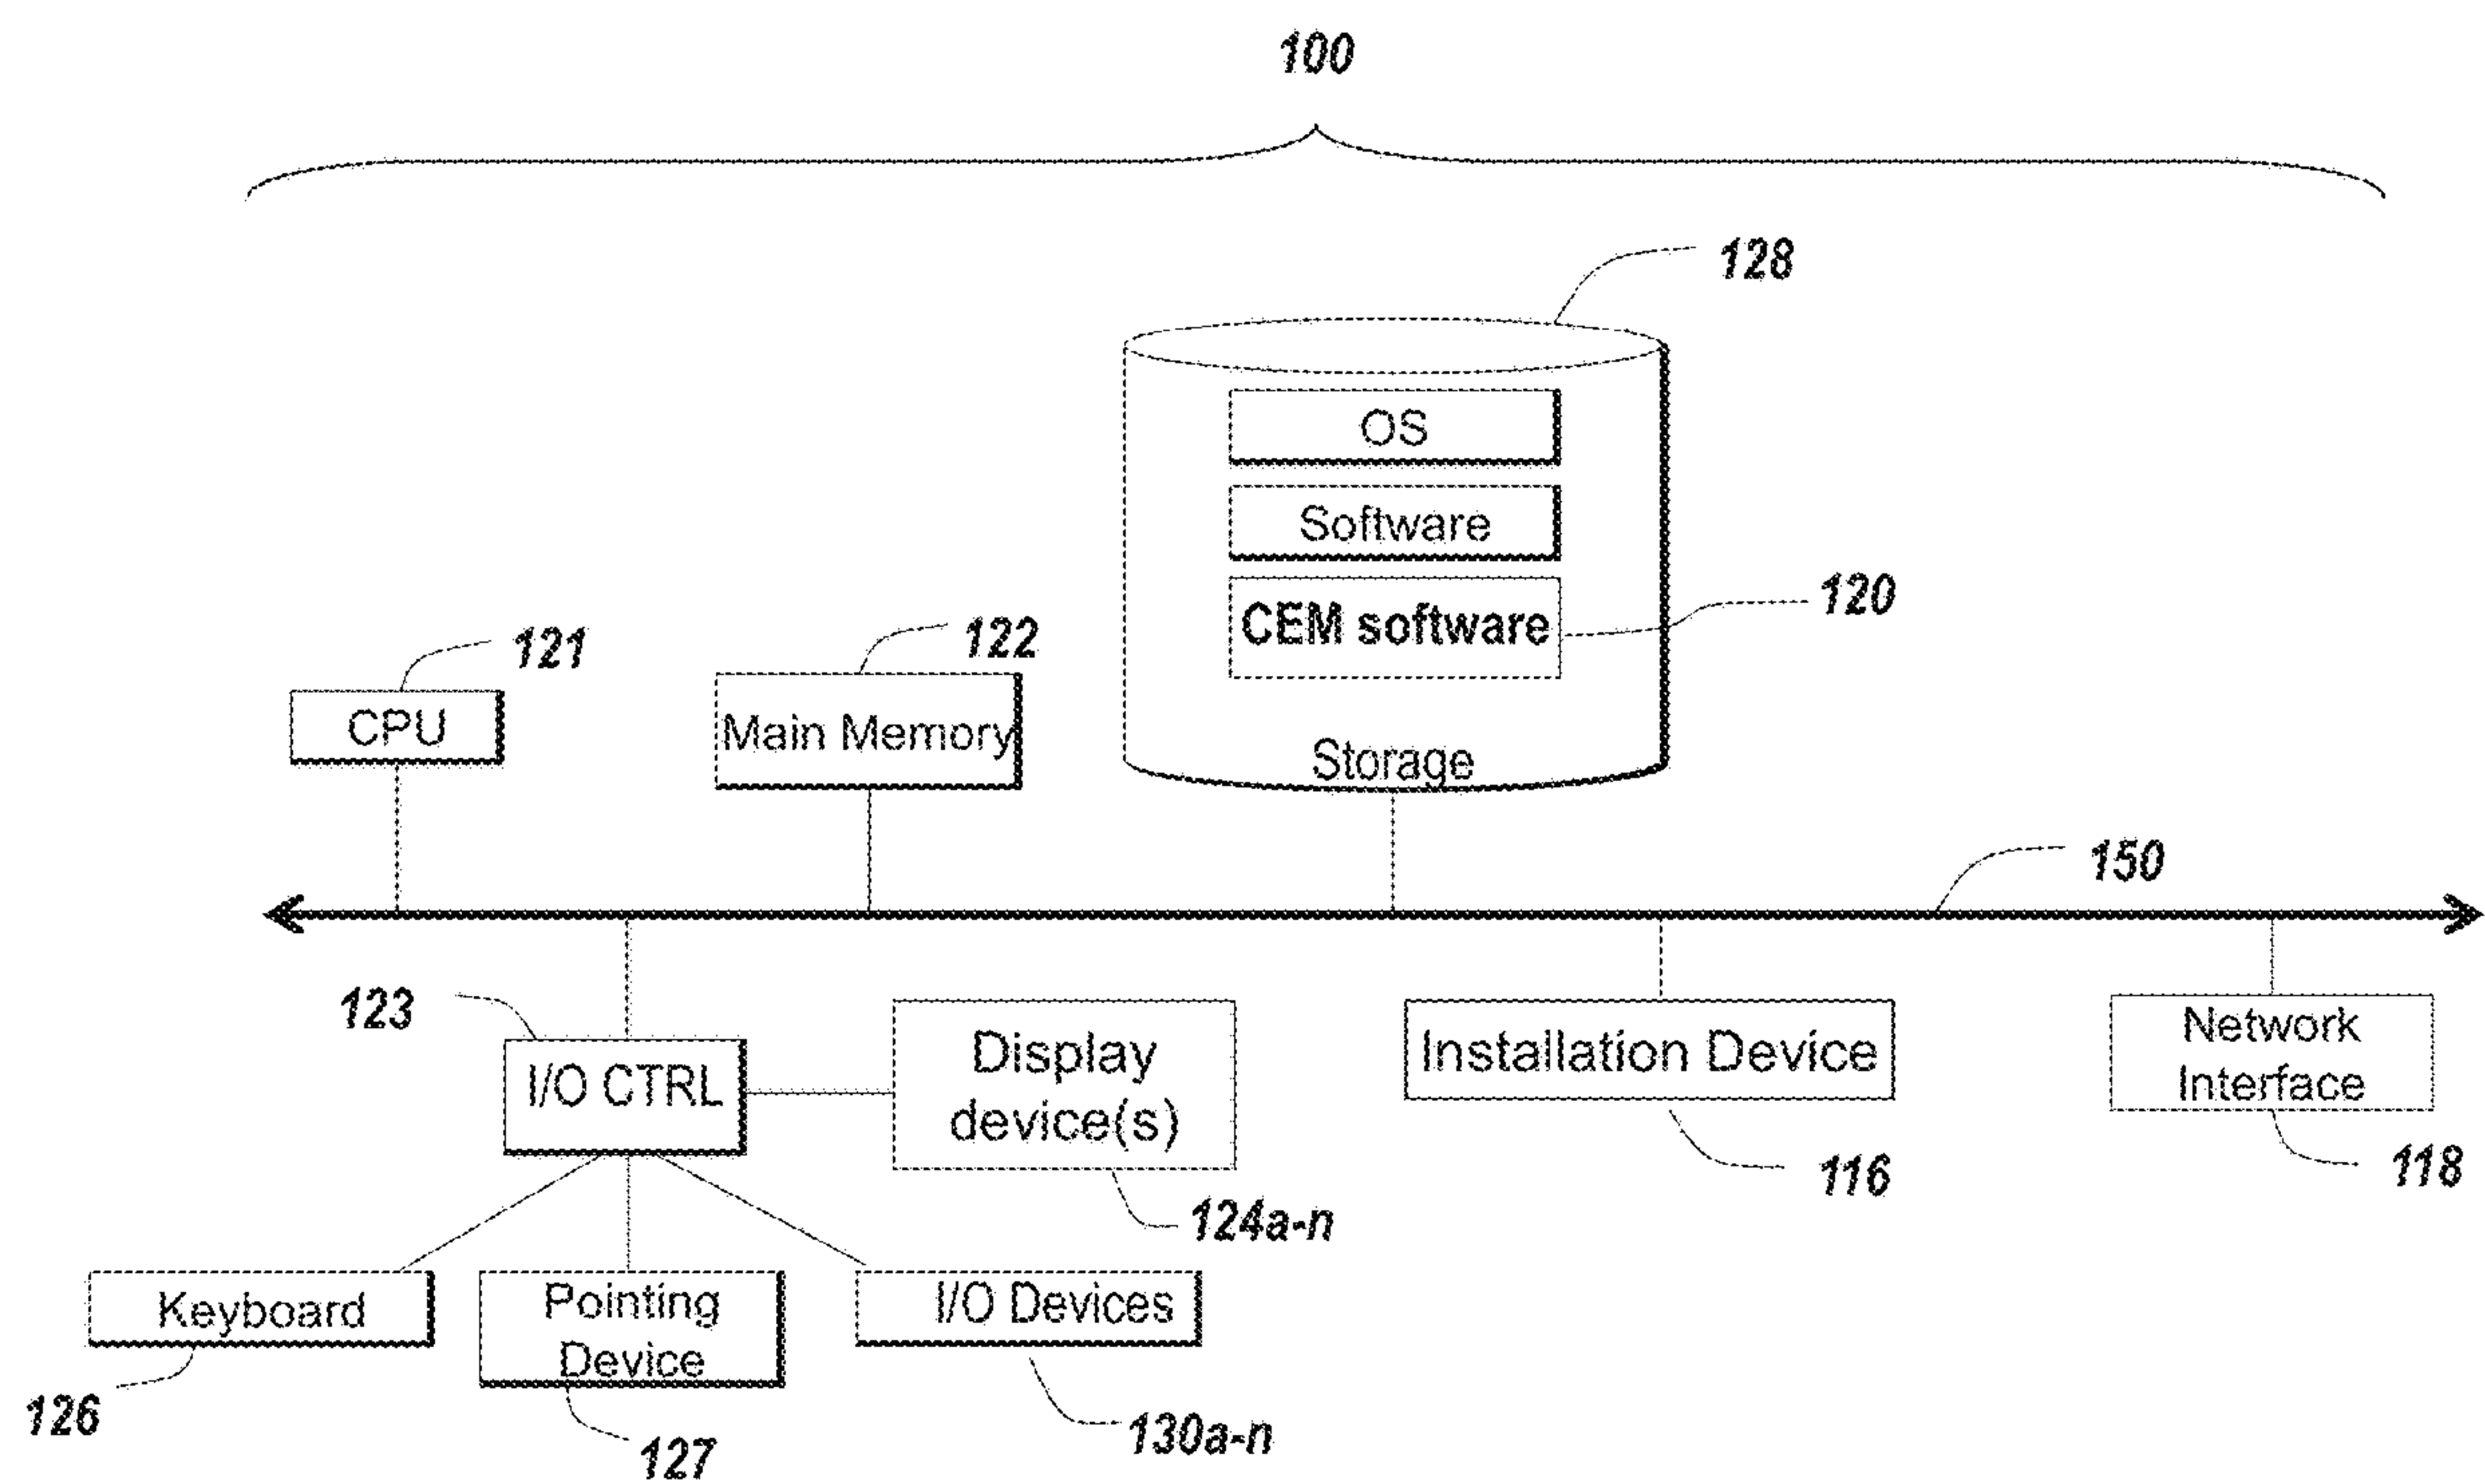 100
128
OS
Software
CEM software
120
121
122
CPU
Main Memory
Storage
150
123
I/O CTRL
Display
device(s)
Installation Device
Network
Interface
116
118
124a-n
Keyboard
Pointing
Device
I/O Devices
126
127
130a-n